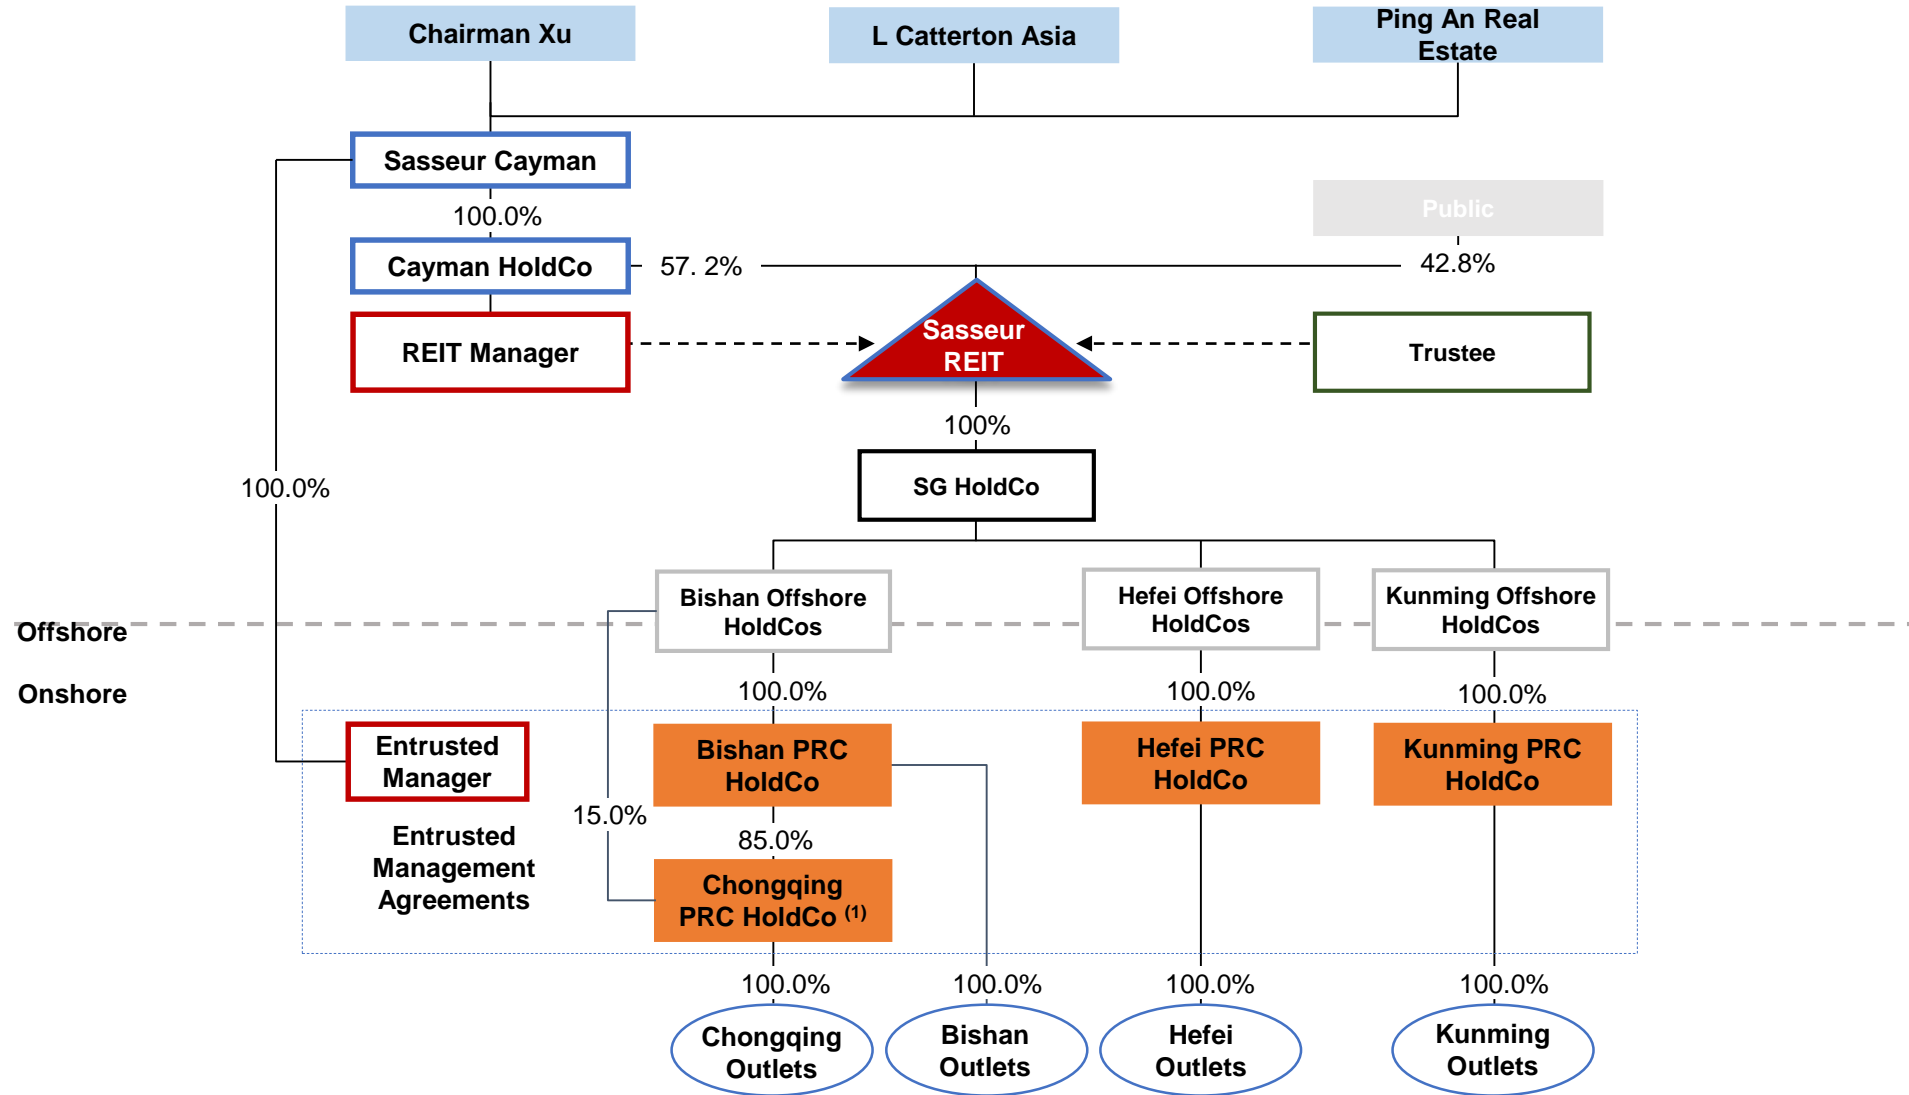 Chairman Xu
L Catterton Asia
Ping An Real
Estate
Sasseur Cayman
100.0%
Public
Cayman HoldCo
57. 2%
42.8%
REIT Manager
Sasseur
REIT
Trustee
100%
100.0%
SG HoldCo
Bishan Offshore
HoldCos
Hefei Offshore
HoldCos
Kunming Offshore
HoldCos
Offshore
Onshore
100.0%
100.0%
100.0%
Entrusted
Manager
Bishan PRC
HoldCo
Hefei PRC
HoldCo
Kunming PRC
HoldCo
15.0%
85.0%
Entrusted
Management
Agreements
Chongqing
PRC HoldCo (1)
100.0%
100.0%
100.0%
100.0%
Chongqing
Outlets
Bishan
Outlets
Hefei
Outlets
Kunming
Outlets